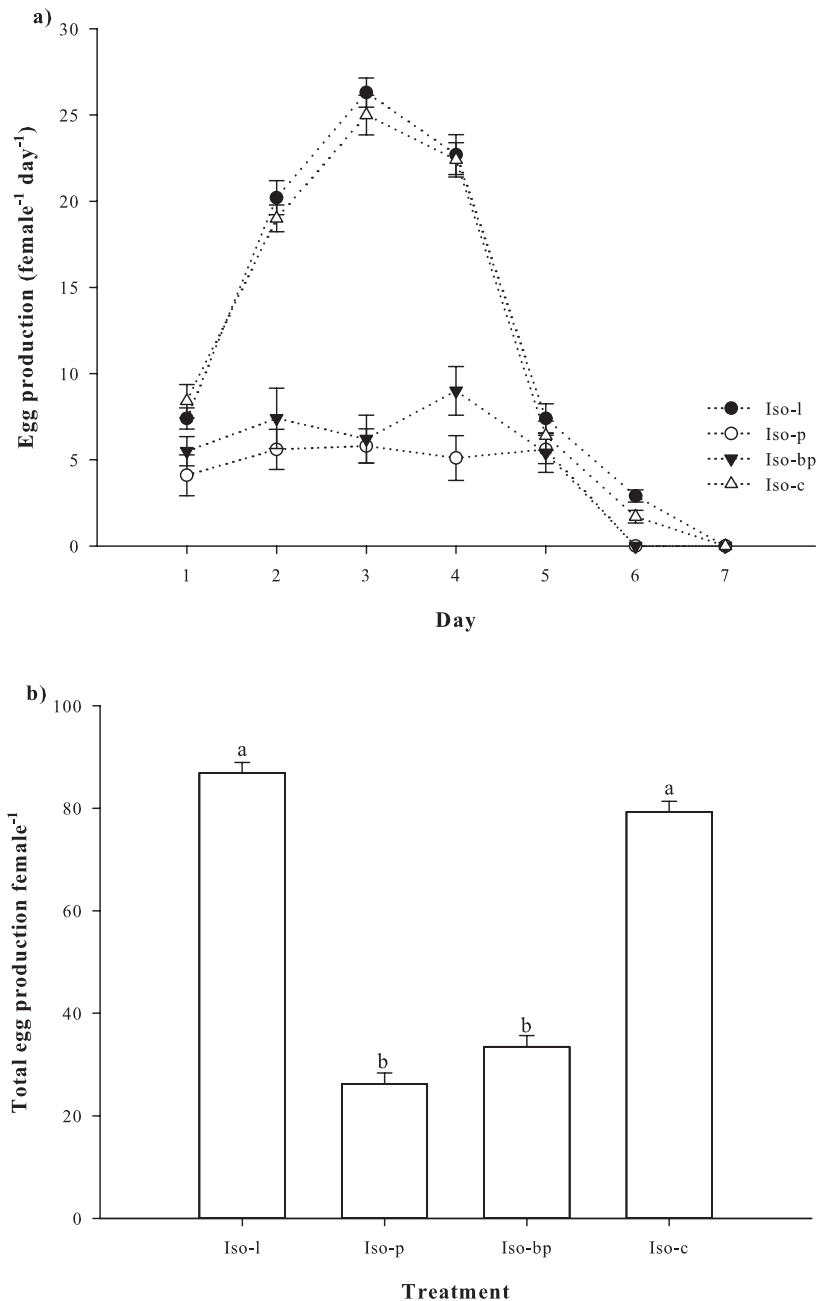 a)
30
25
20
15
10
5
0
Egg production (female⁻¹ day⁻¹)
1 2 3 4 5 6 7
Day
Iso-l
Iso-p
Iso-bp
Iso-c
b)
100
80
60
40
20
0
Total egg production female⁻¹
a
b
b
a
Iso-l Iso-p Iso-bp Iso-c
Treatment